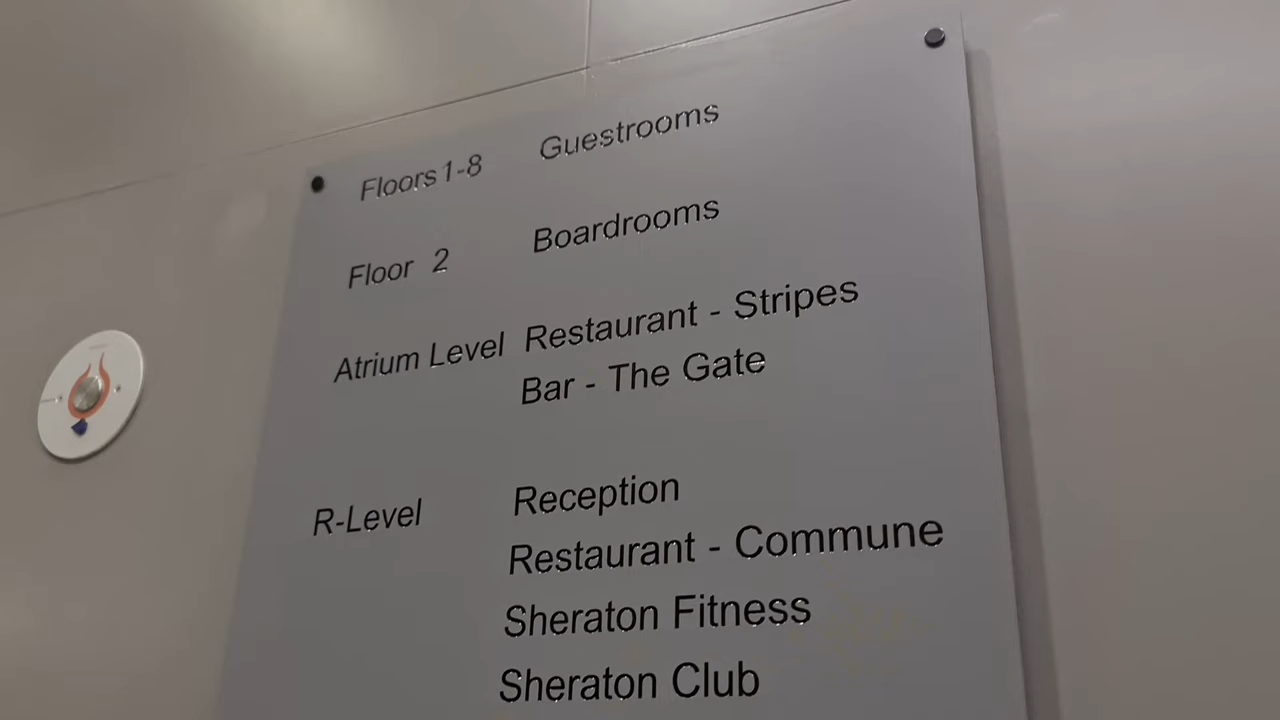 Floors 1-8 Guestrooms
Floor 2 Boardrooms
Atrium Level Restaurant - Stripes
Bar - The Gate
R-Level Reception
Restaurant - Commune
Sheraton Fitness
Sheraton Club